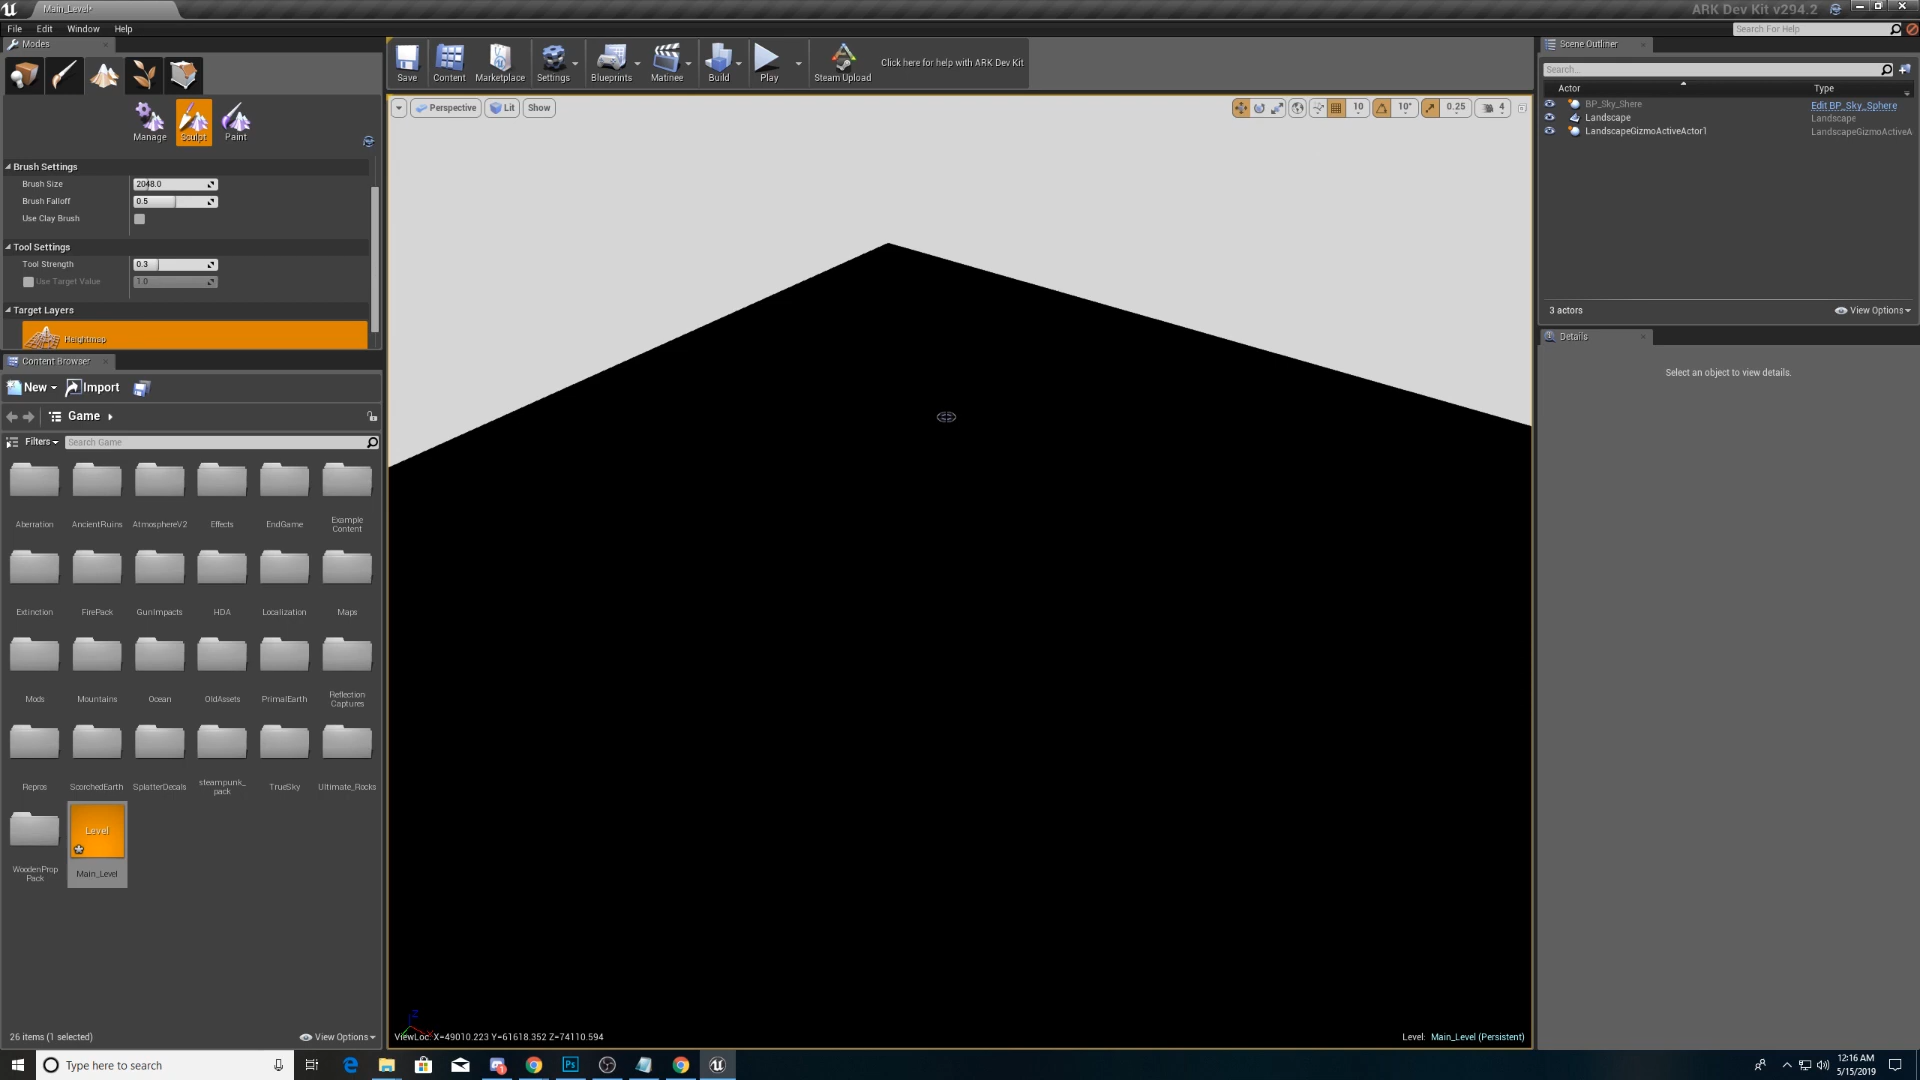 Main_Level*
ARK Dev Kit v294.2
File Edit Window Help
Search For Help
Modes
Manage Sculpt Paint
Brush Settings
Brush Size 2048.0
Brush Falloff 0.5
Use Clay Brush
Tool Settings
Tool Strength 0.3
Use Target Value 1.0
Target Layers
Heightmap
Content Browser
New Import
Game
Filters Search Game
Aberration AncientRuins AtmosphereV2 Effects EndGame Example Content
Extinction FirePack GunImpacts HDA Localization Maps
Mods Mountains Ocean OldAssets PrimalEarth Reflection Captures
Repros ScorchedEarth SplatterDecals steampunk_pack TrueSky Ultimate_Rocks
WoodenProp Pack
Level
Main_Level
26 items (1 selected)
View Options
Save Content Marketplace Settings Blueprints Matinee Build Play Steam Upload
Click here for help with ARK Dev Kit
Perspective Lit Show
10 10° 0.25 4
Z
X
ViewLoc: X=49010.223 Y=61618.352 Z=74110.594
Level: Main_Level (Persistent)
Scene Outliner
Search...
Actor Type
BP_Sky_Shere Edit BP_Sky_Sphere
Landscape Landscape
LandscapeGizmoActiveActor1 LandscapeGizmoActiveA
3 actors
View Options
Details
Select an object to view details.
Type here to search
Ps
12:16 AM
5/15/2019